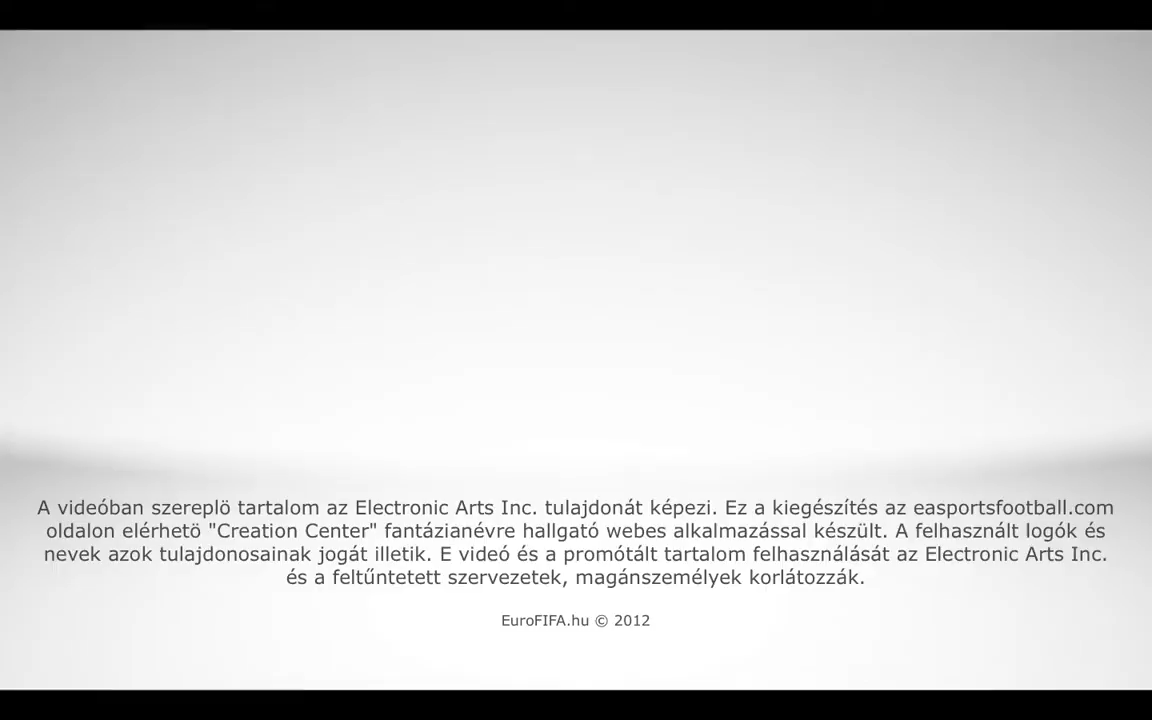 A videóban szereplö tartalom az Electronic Arts Inc. tulajdonát képezi. Ez a kiegészítés az easportsfootball.com
oldalon elérhetö "Creation Center" fantázianévre hallgató webes alkalmazással készült. A felhasznált logók és
nevek azok tulajdonosainak jogát illetik. E videó és a promótált tartalom felhasználását az Electronic Arts Inc.
és a feltűntetett szervezetek, magánszemélyek korlátozzák.
EuroFIFA.hu © 2012